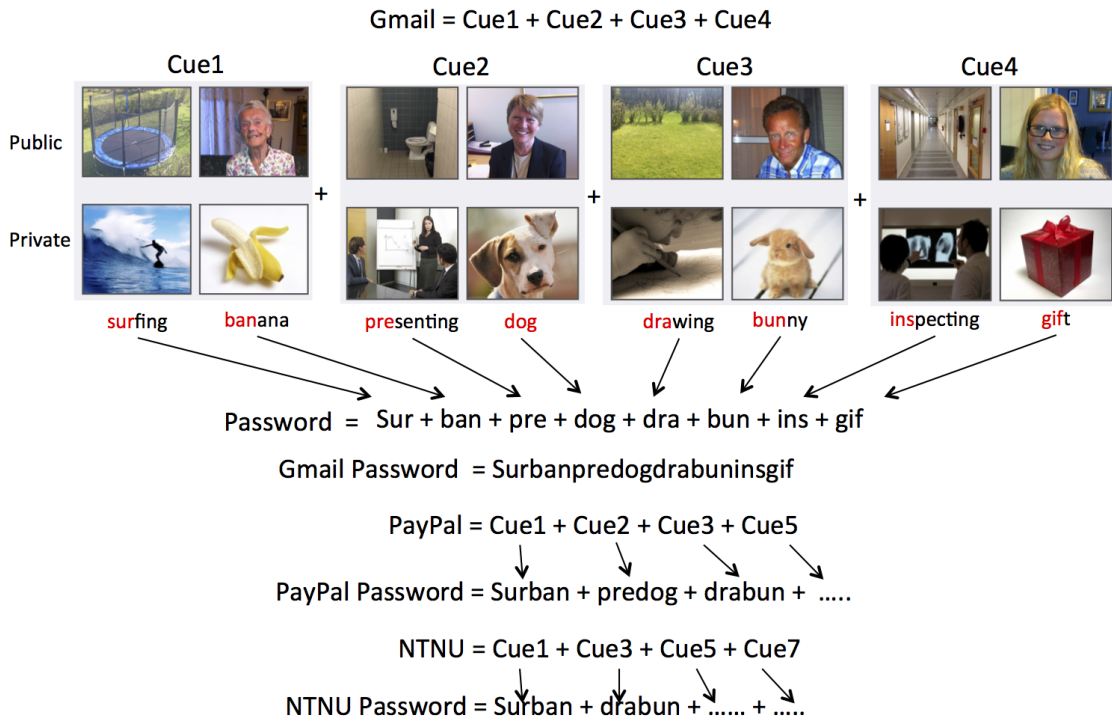 Gmail = Cue1 + Cue2 + Cue3 + Cue4
Cue1 Cue2 Cue3 Cue4
Public
+ + +
Private
surfing banana presenting dog drawing bunny inspecting gift
Password = Sur + ban + pre + dog + dra + bun + ins + gif
Gmail Password = Surbanpredogdrabuninsgif
PayPal = Cue1 + Cue2 + Cue3 + Cue5
PayPal Password = Surban + predog + drabun + …..
NTNU = Cue1 + Cue3 + Cue5 + Cue7
NTNU Password = Surban + drabun + …… + …..